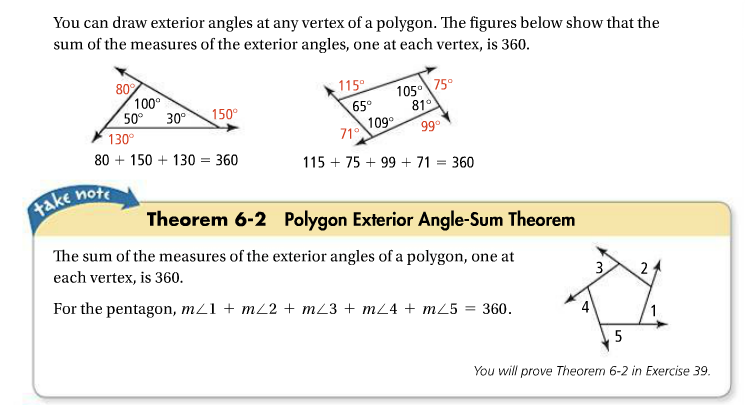 You can draw exterior angles at any vertex of a polygon. The figures below show that the
sum of the measures of the exterior angles, one at each vertex, is 360.
80°
100°
50°
30°
150°
130°
80 + 150 + 130 = 360
115°
105°
75°
65°
81°
109°
71°
99°
115 + 75 + 99 + 71 = 360
take note
Theorem 6-2 Polygon Exterior Angle-Sum Theorem
The sum of the measures of the exterior angles of a polygon, one at
each vertex, is 360.
For the pentagon, m∠1 + m∠2 + m∠3 + m∠4 + m∠5 = 360.
3
2
4
1
5
You will prove Theorem 6-2 in Exercise 39.